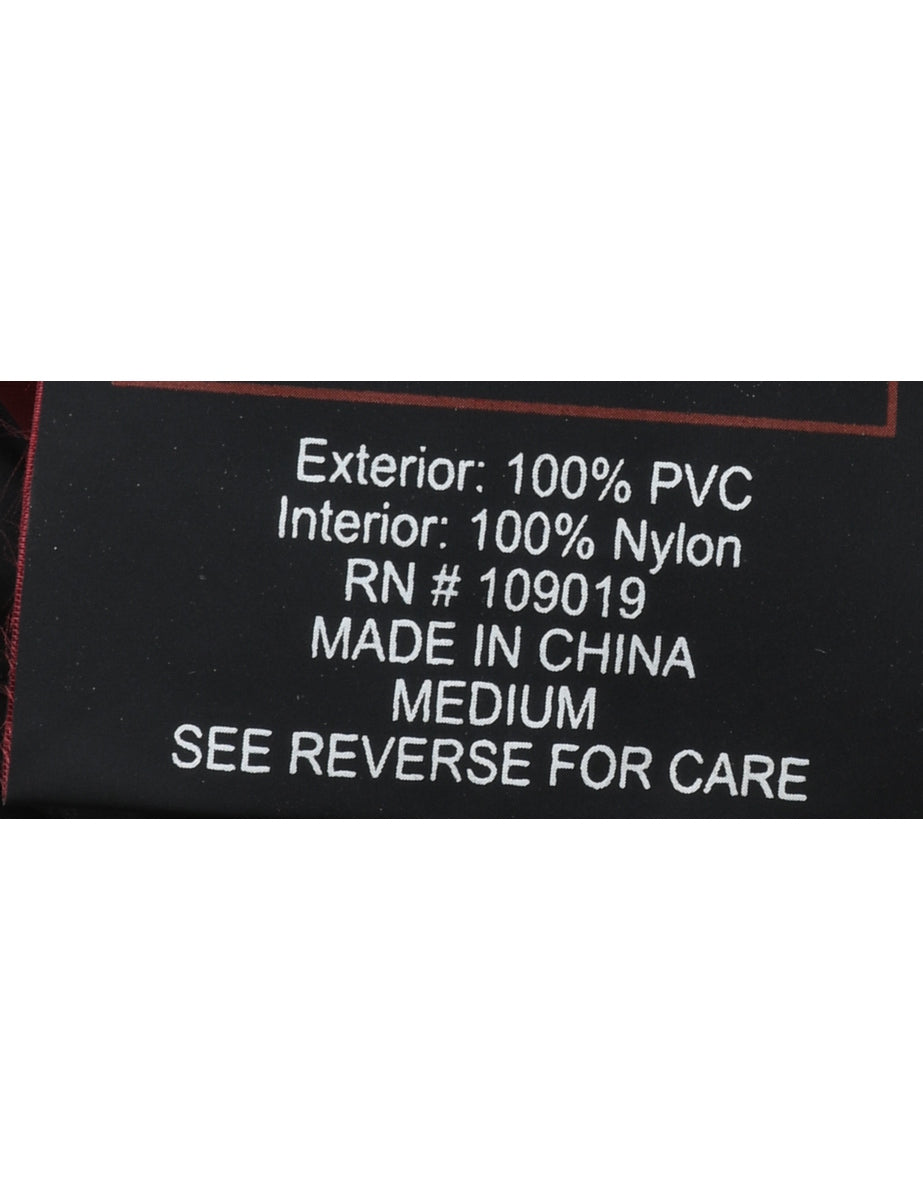 Exterior: 100% PVC
Interior: 100% Nylon
RN # 109019
MADE IN CHINA
MEDIUM
SEE REVERSE FOR CARE